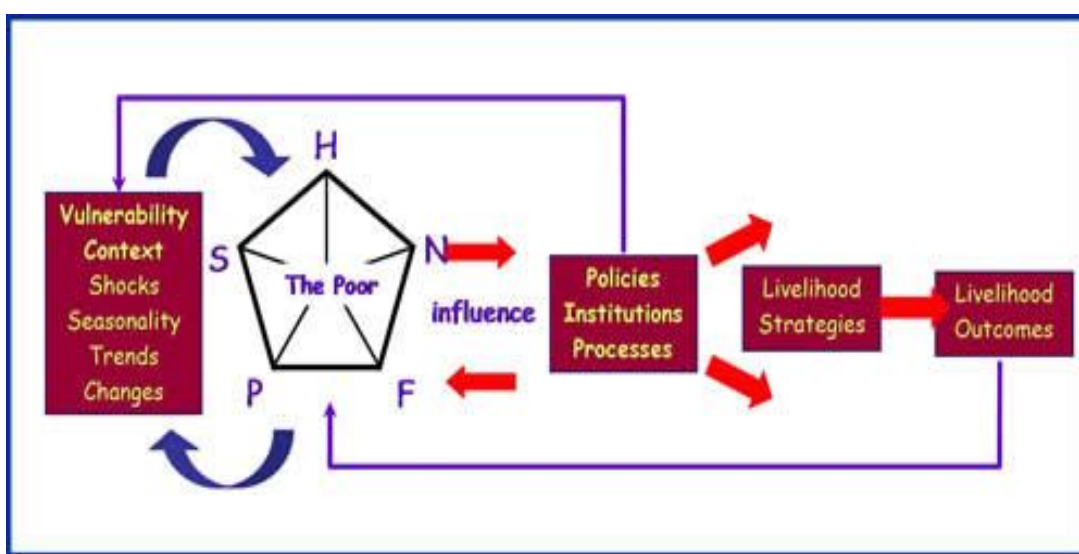 Vulnerability
Context
Shocks
Seasonality
Trends
Changes
H
S
N
The Poor
P
F
influence
Policies
Institutions
Processes
Livelihood
Strategies
Livelihood
Outcomes